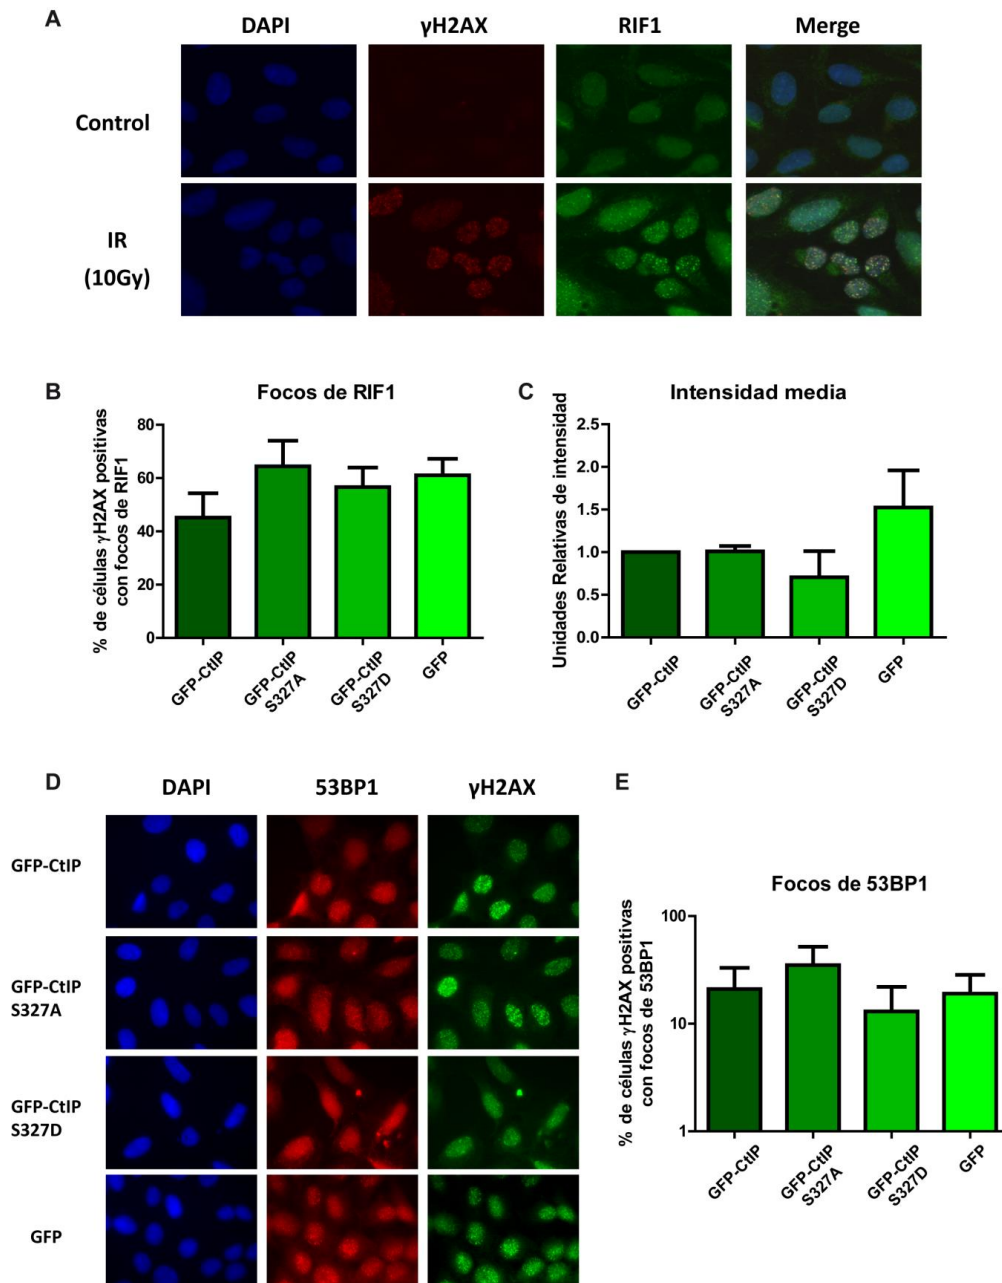 A
DAPI γH2AX RIF1 Merge
Control
IR
(10Gy)
B
Focos de RIF1
% de células γH2AX positivas
con focos de RIF1
80
60
40
20
0
GFP-CtIP
GFP-CtIP
S327A
GFP-CtIP
S327D
GFP
C
Intensidad media
Unidades Relativas de intensidad
2.5
2.0
1.5
1.0
0.5
0.0
GFP-CtIP
GFP-CtIP
S327A
GFP-CtIP
S327D
GFP
D
DAPI 53BP1 γH2AX
GFP-CtIP
GFP-CtIP
S327A
GFP-CtIP
S327D
GFP
E
Focos de 53BP1
% de células γH2AX positivas
con focos de 53BP1
100
10
1
GFP-CtIP
GFP-CtIP
S327A
GFP-CtIP
S327D
GFP